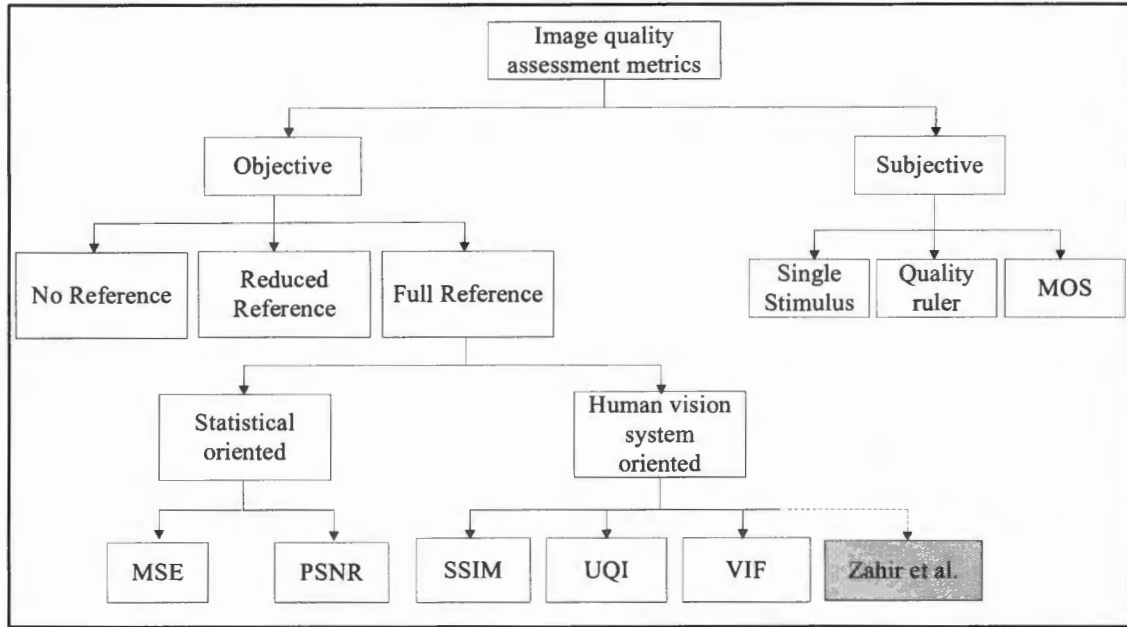 Image quality
assessment metrics
Objective
Subjective
No Reference
Reduced
Reference
Full Reference
Single
Stimulus
Quality
ruler
MOS
Statistical
oriented
Human vision
system
oriented
MSE
PSNR
SSIM
UQI
VIF
Zahir et al.